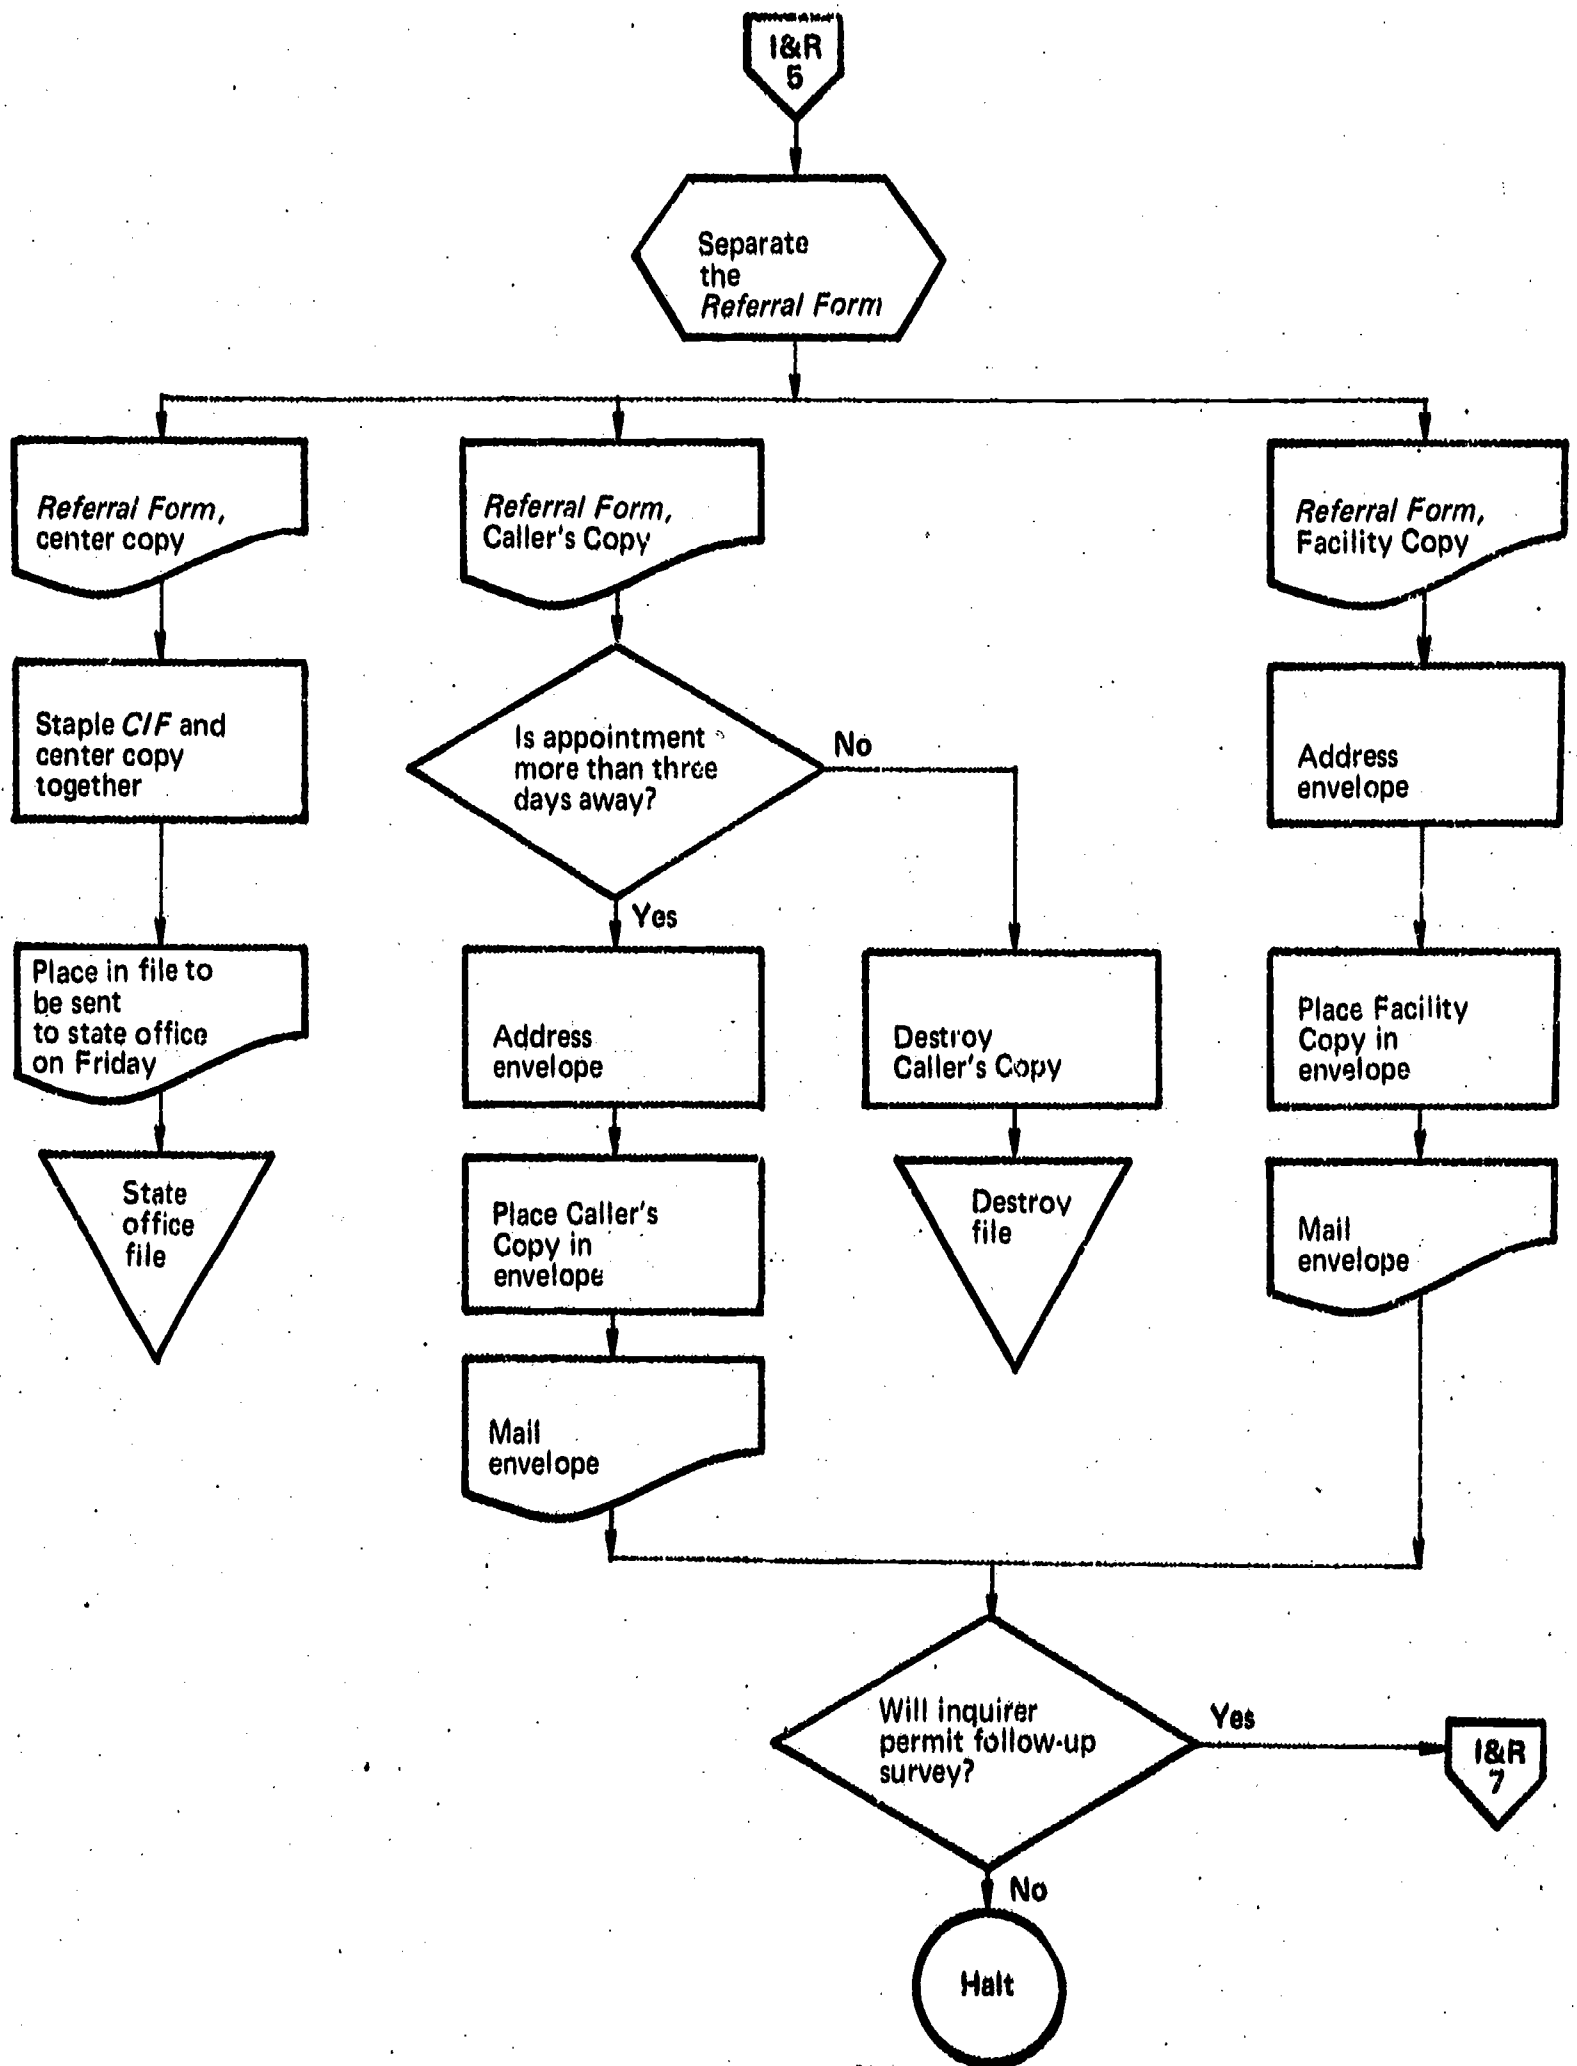 I&R
5
Separate
the
Referral Form
Referral Form,
center copy
Referral Form,
Caller's Copy
Referral Form,
Facility Copy
Staple CIF and
center copy
together
Is appointment
more than three
days away?
No
Yes
Address
envelope
Place in file to
be sent
to state office
on Friday
Address
envelope
Destroy
Caller's Copy
Place Facility
Copy in
envelope
State
office
file
Place Caller's
Copy in
envelope
Destroy
file
Mail
envelope
Mail
envelope
Will inquirer
permit follow-up
survey?
Yes
I&R
7
No
Halt